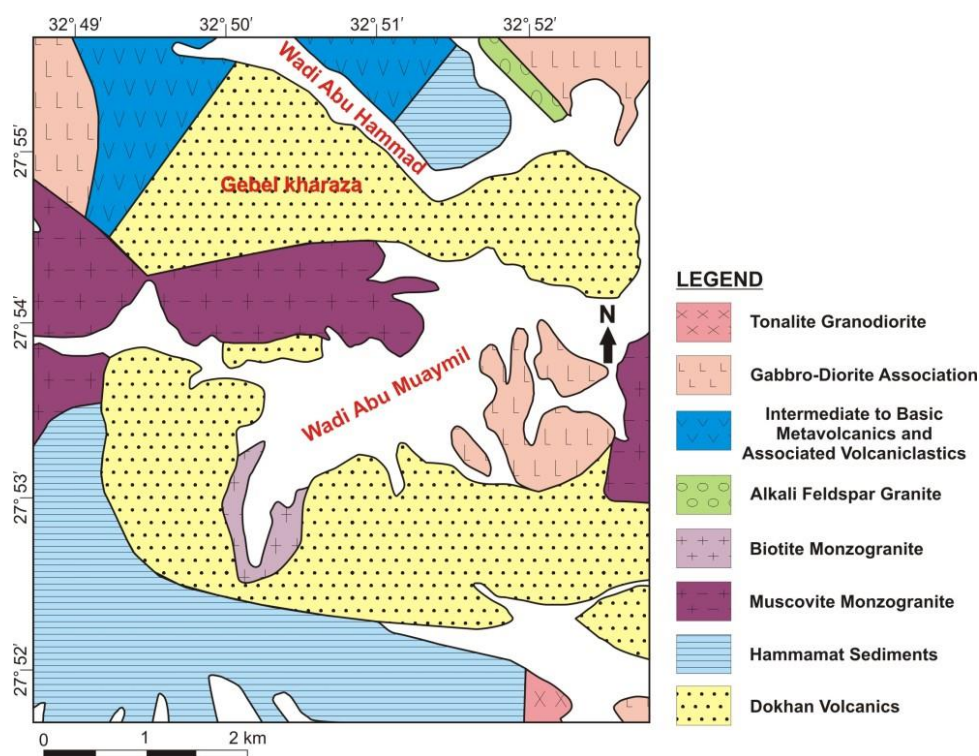 32° 49′ 32° 50′ 32° 51′ 32° 52′
27° 55′
27° 54′
27° 53′
27° 52′
Wadi Abu Hammad
Gebel kharaza
Wadi Abu Muaymil
N
0 1 2 km
LEGEND
Tonalite Granodiorite
Gabbro-Diorite Association
Intermediate to Basic
Metavolcanics and
Associated Volcaniclastics
Alkali Feldspar Granite
Biotite Monzogranite
Muscovite Monzogranite
Hammamat Sediments
Dokhan Volcanics